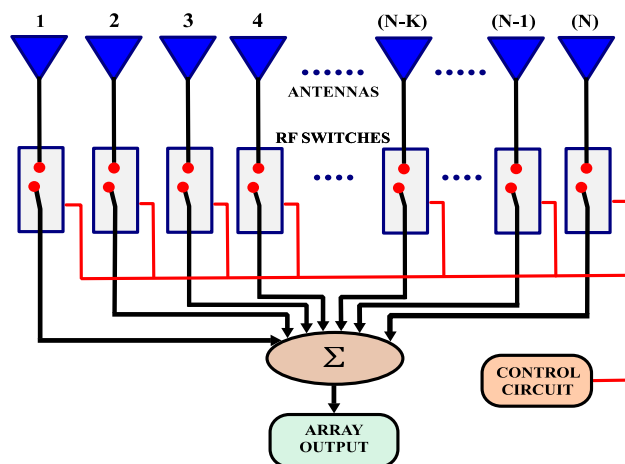 1 2 3 4 (N-K) (N-1) (N)
ANTENNAS
RF SWITCHES
Σ
CONTROL
CIRCUIT
ARRAY
OUTPUT